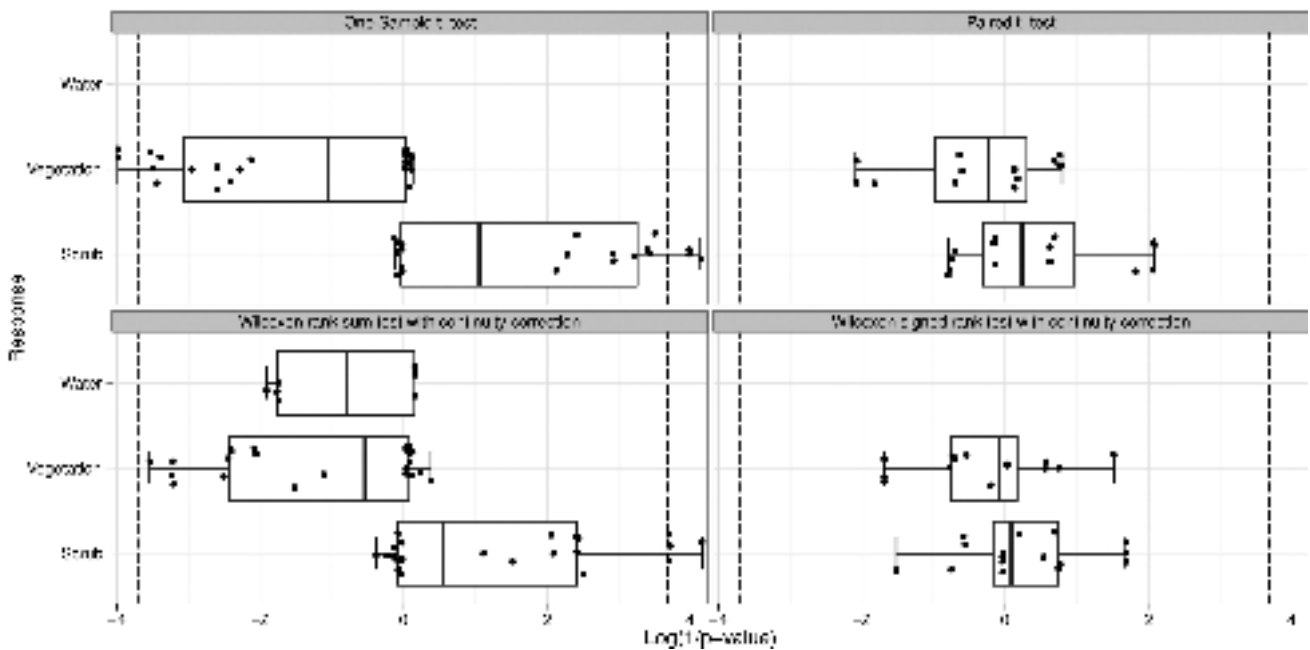 One Sample t-test
Paired t-test
Water
Vegetation
Scrub
Response
Wilcoxon rank sum test with continuity correction
Wilcoxon signed rank test with continuity correction
Water
Vegetation
Scrub
-4 -2 0 2 4 -4 -2 0 2 4
Log(1/p-value)